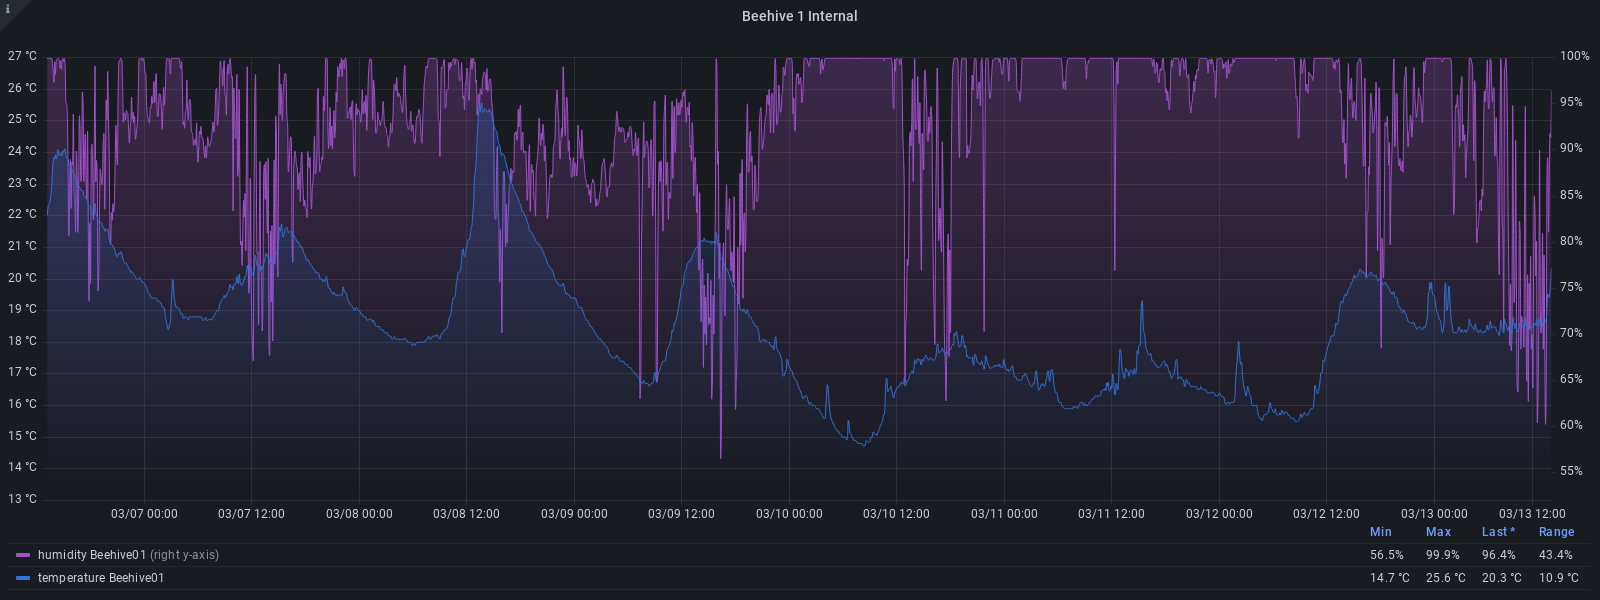 i
Beehive 1 Internal
27 °C
26 °C
25 °C
24 °C
23 °C
22 °C
21 °C
20 °C
19 °C
18 °C
17 °C
16 °C
15 °C
14 °C
13 °C
100%
95%
90%
85%
80%
75%
70%
65%
60%
55%
03/07 00:00 03/07 12:00 03/08 00:00 03/08 12:00 03/09 00:00 03/09 12:00 03/10 00:00 03/10 12:00 03/11 00:00 03/11 12:00 03/12 00:00 03/12 12:00 03/13 00:00 03/13 12:00
Min Max Last * Range
humidity Beehive01 (right y-axis) 56.5% 99.9% 96.4% 43.4%
temperature Beehive01 14.7 °C 25.6 °C 20.3 °C 10.9 °C